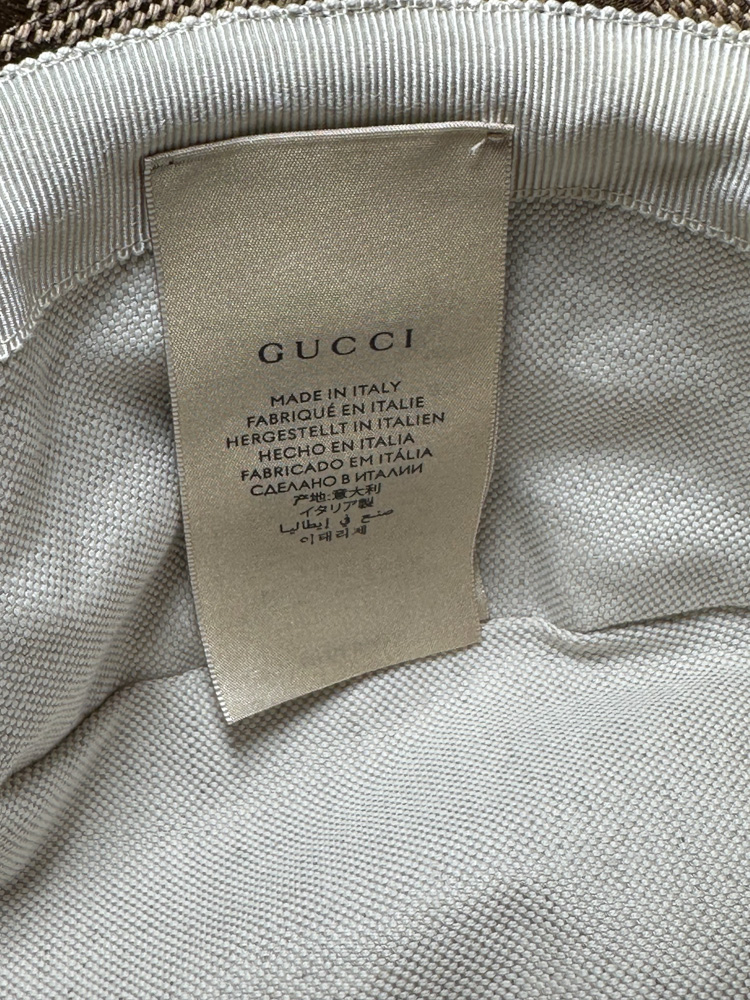 GUCCI
MADE IN ITALY
FABRIQUÉ EN ITALIE
HERGESTELLT IN ITALIEN
HECHO EN ITALIA
FABRICADO EM ITÁLIA
СДЕЛАНО В ИТАЛИИ
产地:意大利
イタリア製
صنع في إيطاليا
이태리제